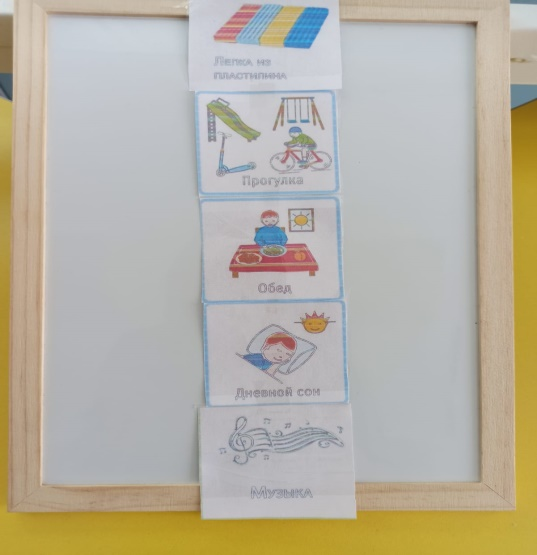 Лепка из
пластилина
Прогулка
Обед
Дневной сон
Музыка